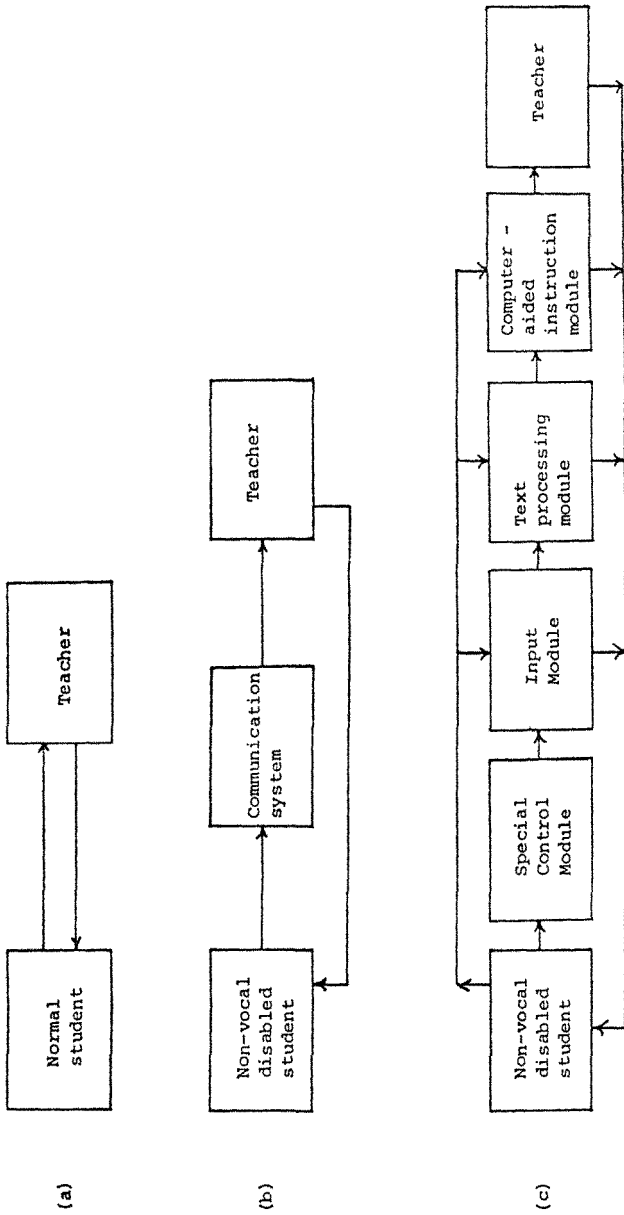 (a)
Normal
student
Teacher
(b)
Non-vocal
disabled
student
Communication
system
Teacher
(c)
Non-vocal
disabled
student
Special
Control
Module
Input
Module
Text
processing
module
Computer -
aided
instruction
module
Teacher